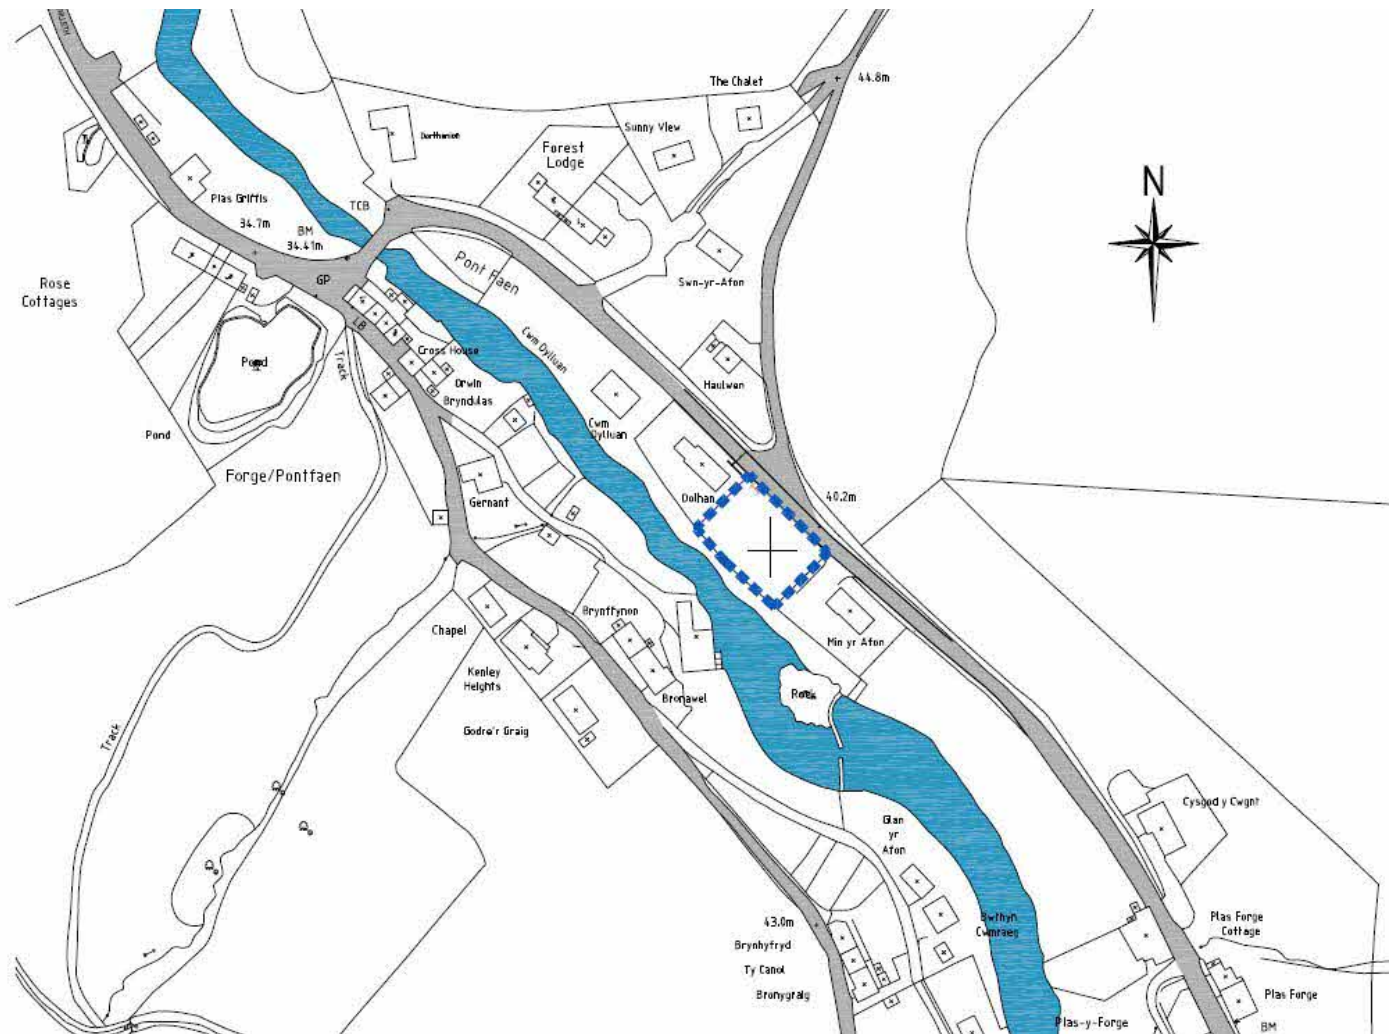 The Chalet
44.8m
Sunny View
Forest
Lodge
N
Plas Griffis
TCB
34.7m
BM
34.41m
Pont Faen
GP
Swn-yr-Afon
Rose
Cottages
LB
Cwm Dylluan
Cross House
Pond
Track
Orwin
Bryndulas
Haulwen
Cwm
Dylluan
Pond
Forge/Pontfaen
Gernant
Dolhan
40.2m
Brynffynon
Chapel
Min yr Afon
Kenley
Heights
Bronawel
Rock
Godre'r Graig
Track
Cysgod y Cwgnt
Glan
yr
Afon
43.0m
Bwthyn
Cwmraeg
Plas Forge
Cottage
Brynhyfryd
Ty Canol
Bronygraig
Plas Forge
Plas-y-Forge
BM